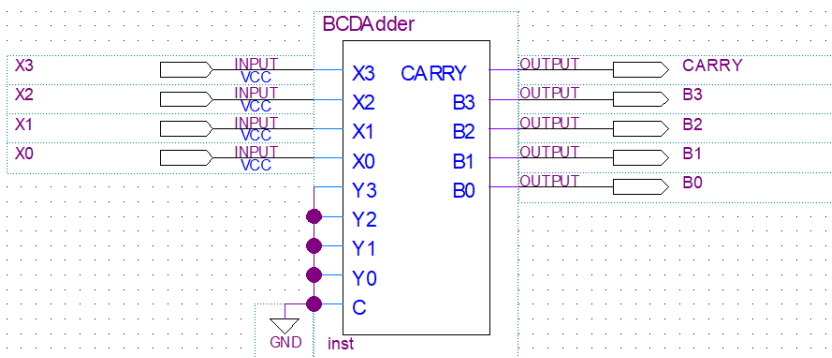 BCDAdder
X3 INPUT VCC X3 CARRY OUTPUT CARRY
X2 INPUT VCC X2 B3 OUTPUT B3
X1 INPUT VCC X1 B2 OUTPUT B2
X0 INPUT VCC X0 B1 OUTPUT B1
Y3 B0 OUTPUT B0
Y2
Y1
Y0
C
GND inst